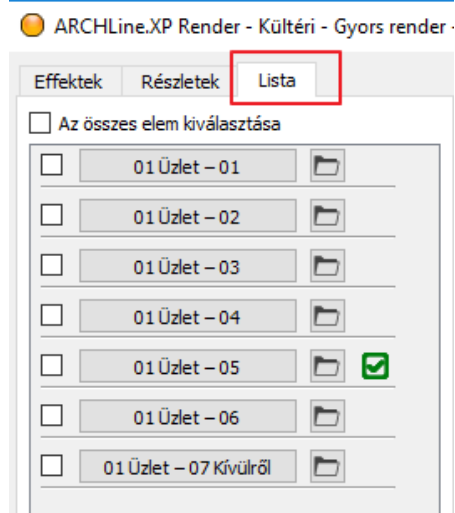 ARCHLine.XP Render - Kültéri - Gyors render -
Effektek Részletek Lista
Az összes elem kiválasztása
01 Üzlet – 01
01 Üzlet – 02
01 Üzlet – 03
01 Üzlet – 04
01 Üzlet – 05
01 Üzlet – 06
01 Üzlet – 07 Kívülről